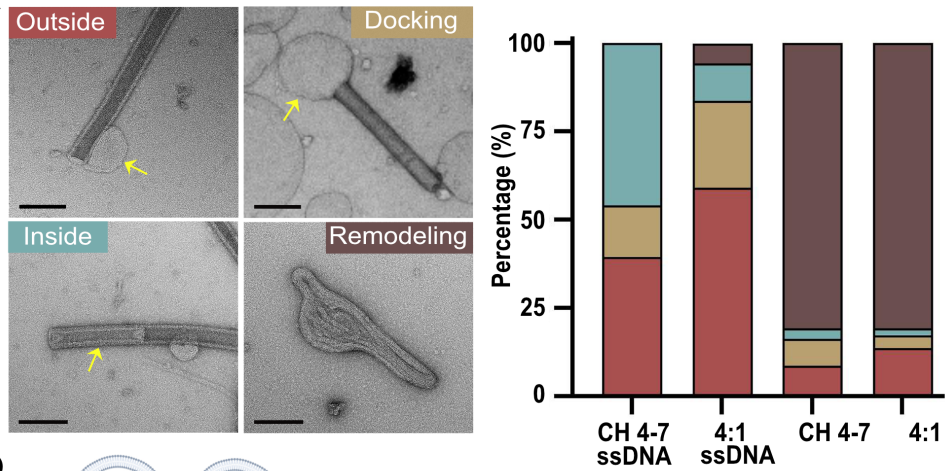 Outside
Docking
Inside
Remodeling
Percentage (%)
100
75
50
25
0
CH 4-7
ssDNA
4:1
ssDNA
CH 4-7
4:1